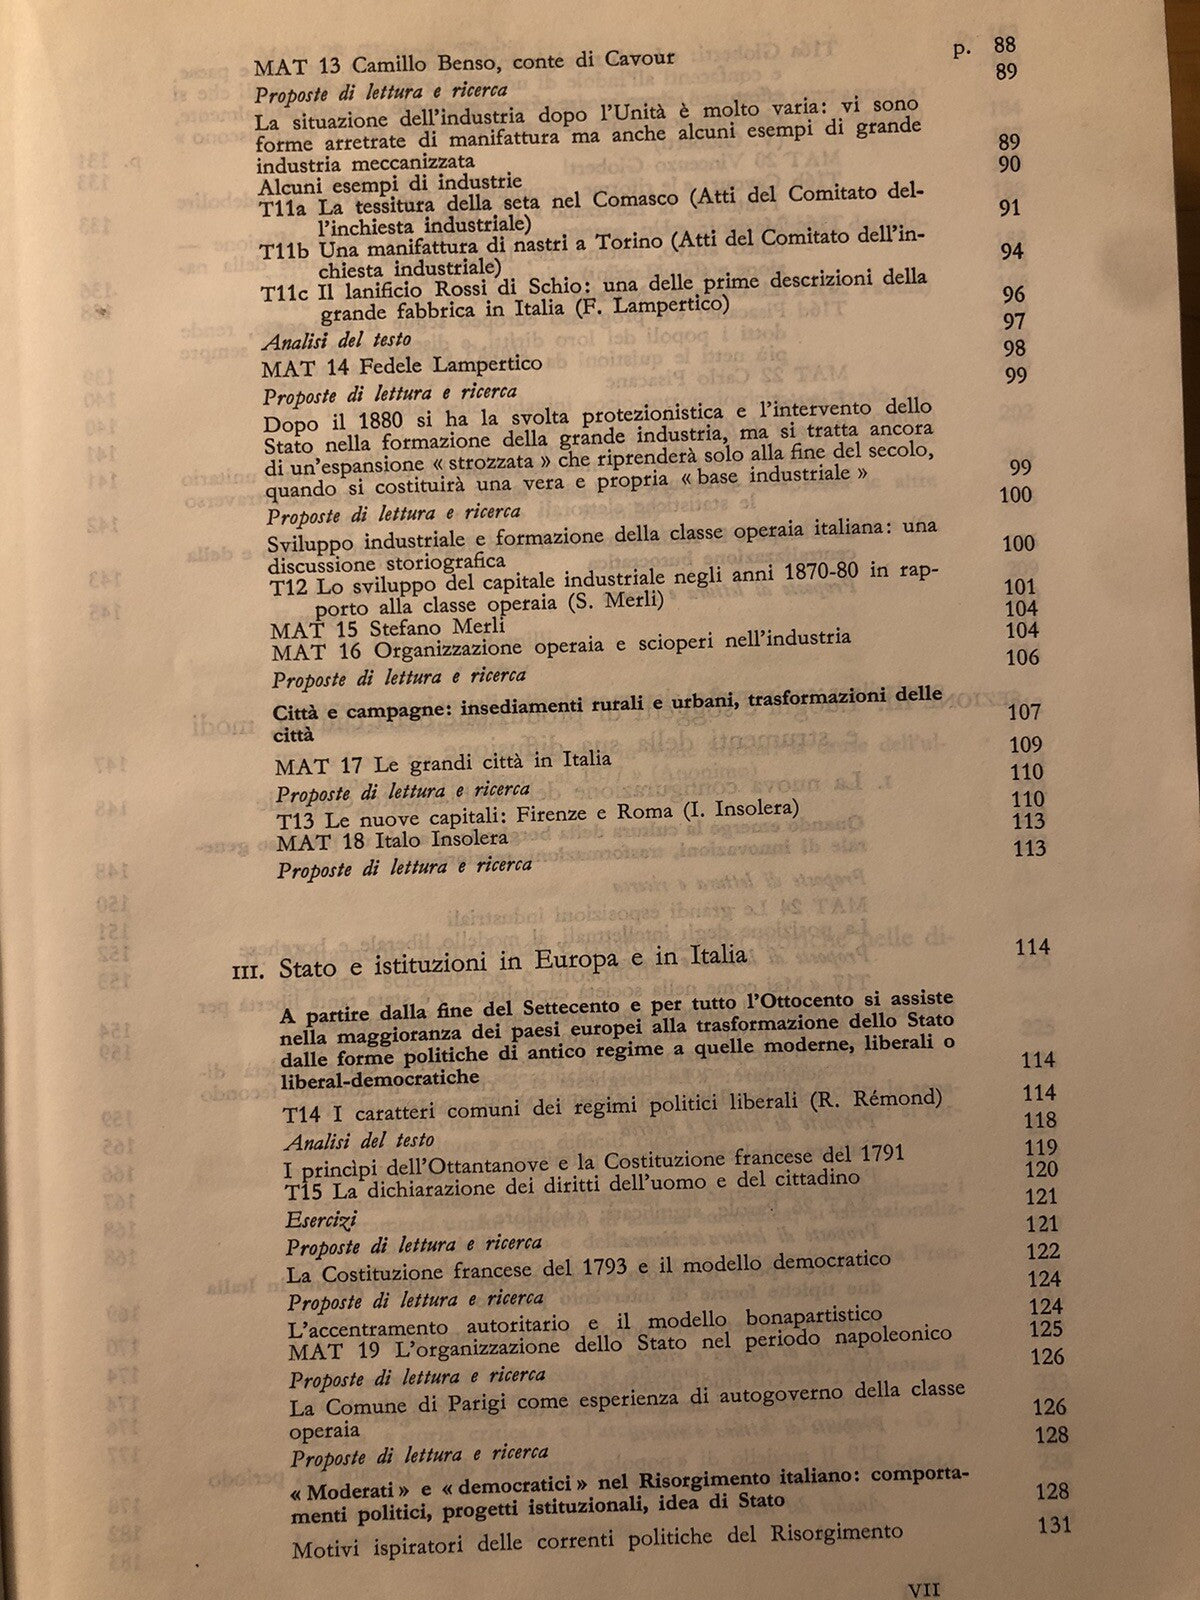 MAT 13 Camillo Benso, conte di Cavour p. 88
Proposte di lettura e ricerca 89
La situazione dell'industria dopo l'Unità è molto varia: vi sono
forme arretrate di manifattura ma anche alcuni esempi di grande
industria meccanizzata 89
Alcuni esempi di industrie 90
T11a La tessitura della seta nel Comasco (Atti del Comitato del-
l'inchiesta industriale) 91
T11b Una manifattura di nastri a Torino (Atti del Comitato dell'in-
chiesta industriale) 94
T11c Il lanificio Rossi di Schio: una delle prime descrizioni della
grande fabbrica in Italia (F. Lampertico) 96
Analisi del testo 97
MAT 14 Fedele Lampertico 98
Proposte di lettura e ricerca 99
Dopo il 1880 si ha la svolta protezionistica e l'intervento dello
Stato nella formazione della grande industria, ma si tratta ancora
di un'espansione « strozzata » che riprenderà solo alla fine del secolo,
quando si costituirà una vera e propria « base industriale » 99
Proposte di lettura e ricerca 100
Sviluppo industriale e formazione della classe operaia italiana: una
discussione storiografica 100
T12 Lo sviluppo del capitale industriale negli anni 1870-80 in rap-
porto alla classe operaia (S. Merli) 101
MAT 15 Stefano Merli 104
MAT 16 Organizzazione operaia e scioperi nell'industria 104
Proposte di lettura e ricerca 106
Città e campagne: insediamenti rurali e urbani, trasformazioni delle
città 107
MAT 17 Le grandi città in Italia 109
Proposte di lettura e ricerca 110
T13 Le nuove capitali: Firenze e Roma (I. Insolera) 110
MAT 18 Italo Insolera 113
Proposte di lettura e ricerca 113
III. Stato e istituzioni in Europa e in Italia 114
A partire dalla fine del Settecento e per tutto l'Ottocento si assiste
nella maggioranza dei paesi europei alla trasformazione dello Stato
dalle forme politiche di antico regime a quelle moderne, liberali o
liberal-democratiche 114
T14 I caratteri comuni dei regimi politici liberali (R. Rémond) 114
Analisi del testo 118
I princìpi dell'Ottantanove e la Costituzione francese del 1791 119
T15 La dichiarazione dei diritti dell'uomo e del cittadino 120
Esercizi 121
Proposte di lettura e ricerca 121
La Costituzione francese del 1793 e il modello democratico 122
Proposte di lettura e ricerca 124
L'accentramento autoritario e il modello bonapartistico 124
MAT 19 L'organizzazione dello Stato nel periodo napoleonico 125
Proposte di lettura e ricerca 126
La Comune di Parigi come esperienza di autogoverno della classe
operaia 126
Proposte di lettura e ricerca 128
« Moderati » e « democratici » nel Risorgimento italiano: comporta-
menti politici, progetti istituzionali, idea di Stato 128
Motivi ispiratori delle correnti politiche del Risorgimento 131
VII